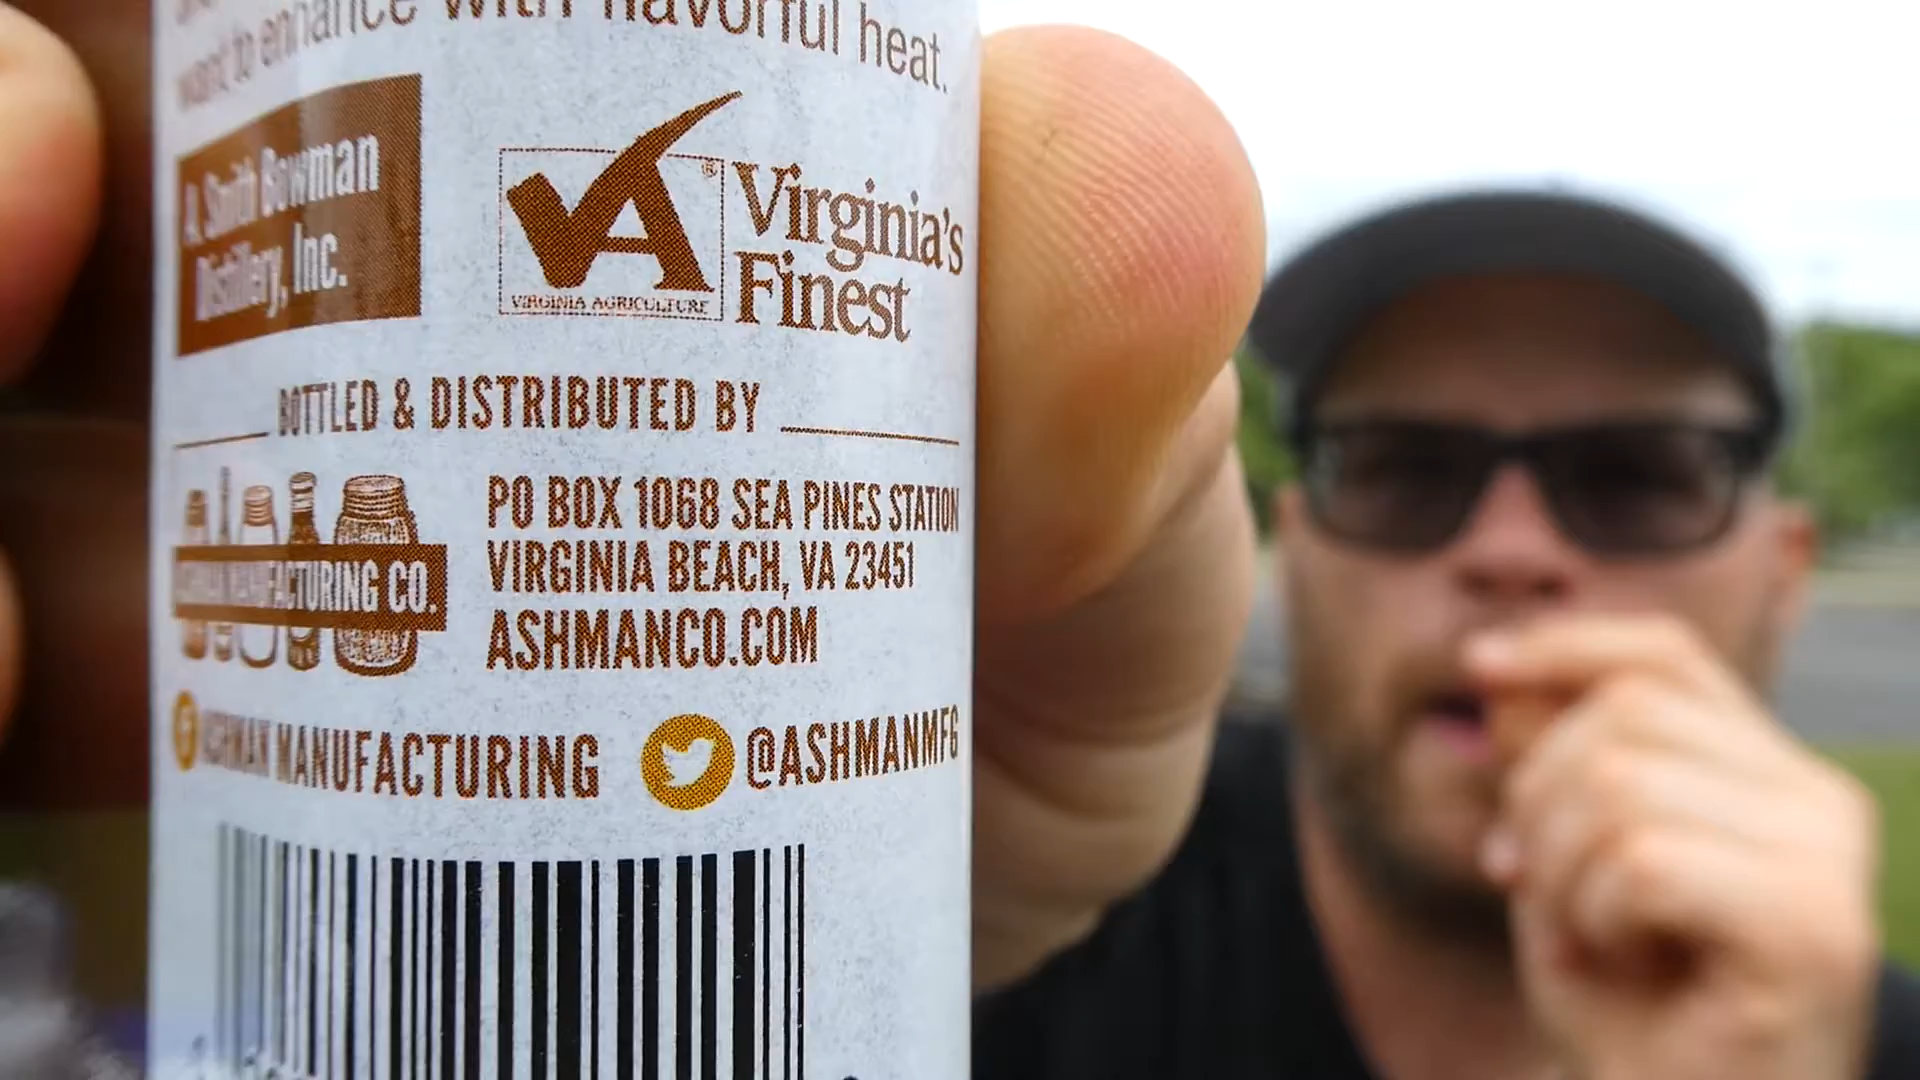 want to enhance with flavorful heat.
A. Smith Bowman
Distillery, Inc.
®
VIRGINIA AGRICULTURE
Virginia's
Finest
BOTTLED & DISTRIBUTED BY
ASHMAN MANUFACTURING CO.
PO BOX 1068 SEA PINES STATION
VIRGINIA BEACH, VA 23451
ASHMANCO.COM
ASHMAN MANUFACTURING
@ASHMANMFG